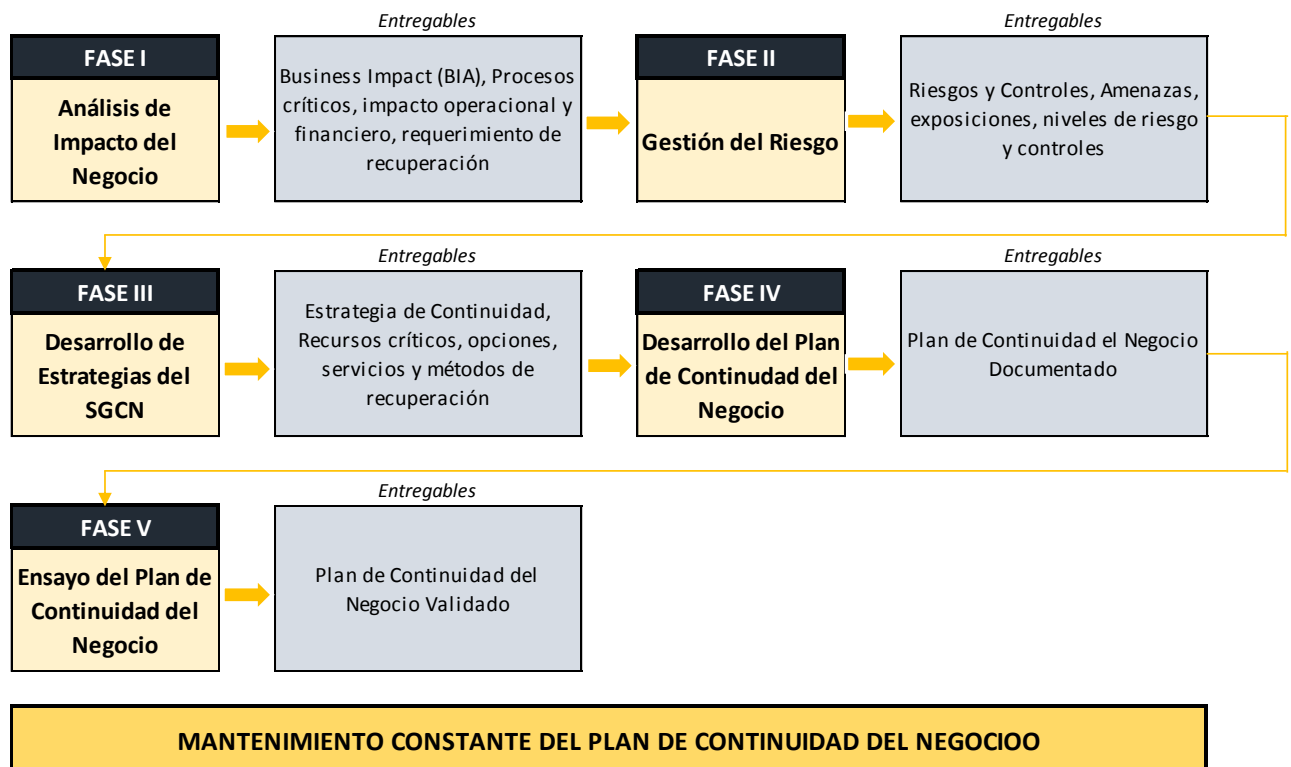 Entregables
FASE I
Análisis de
Impacto del
Negocio
Business Impact (BIA), Procesos
críticos, impacto operacional y
financiero, requerimiento de
recuperación
FASE II
Gestión del Riesgo
Entregables
Riesgos y Controles, Amenazas,
exposiciones, niveles de riesgo
y controles
FASE III
Desarrollo de
Estrategias del
SGCN
Entregables
Estrategia de Continuidad,
Recursos críticos, opciones,
servicios y métodos de
recuperación
FASE IV
Desarrollo del Plan
de Continudad del
Negocio
Entregables
Plan de Continuidad el Negocio
Documentado
FASE V
Ensayo del Plan de
Continuidad del
Negocio
Entregables
Plan de Continuidad del
Negocio Validado
MANTENIMIENTO CONSTANTE DEL PLAN DE CONTINUIDAD DEL NEGOCIOO